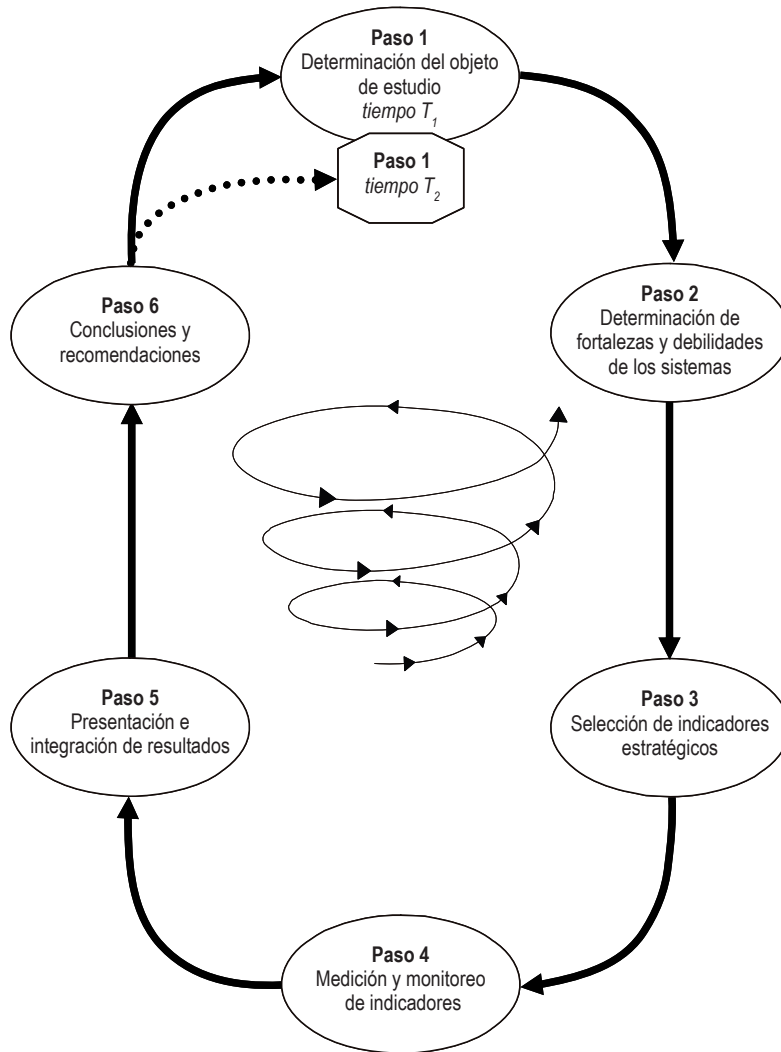 Paso 1
Determinación del objeto
de estudio
tiempo T₁
Paso 1
tiempo T₂
Paso 2
Determinación de
fortalezas y debilidades
de los sistemas
Paso 3
Selección de indicadores
estratégicos
Paso 4
Medición y monitoreo
de indicadores
Paso 5
Presentación e
integración de resultados
Paso 6
Conclusiones y
recomendaciones